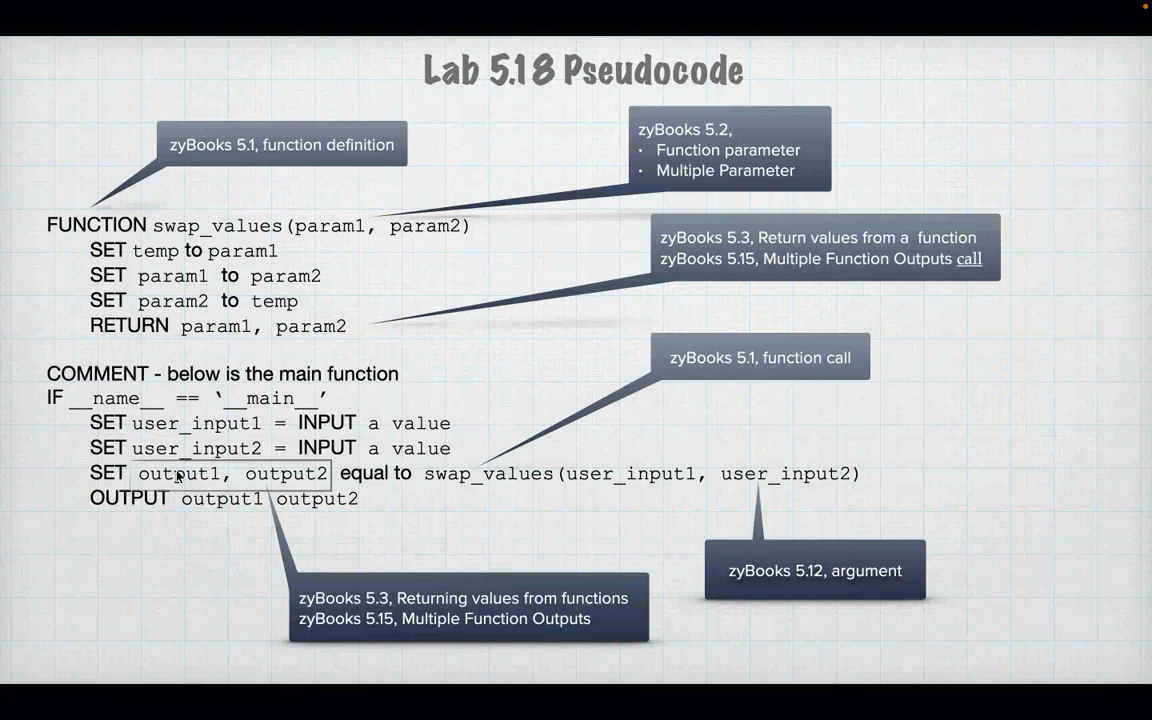 Lab 5.18 Pseudocode
zyBooks 5.1, function definition
zyBooks 5.2,
• Function parameter
• Multiple Parameter
FUNCTION swap_values(param1, param2)
SET temp to param1
SET param1 to param2
SET param2 to temp
RETURN param1, param2
zyBooks 5.3, Return values from a function
zyBooks 5.15, Multiple Function Outputs call
zyBooks 5.1, function call
COMMENT - below is the main function
IF __name__ == ‘__main__’
SET user_input1 = INPUT a value
SET user_input2 = INPUT a value
SET output1, output2 equal to swap_values(user_input1, user_input2)
OUTPUT output1 output2
zyBooks 5.12, argument
zyBooks 5.3, Returning values from functions
zyBooks 5.15, Multiple Function Outputs